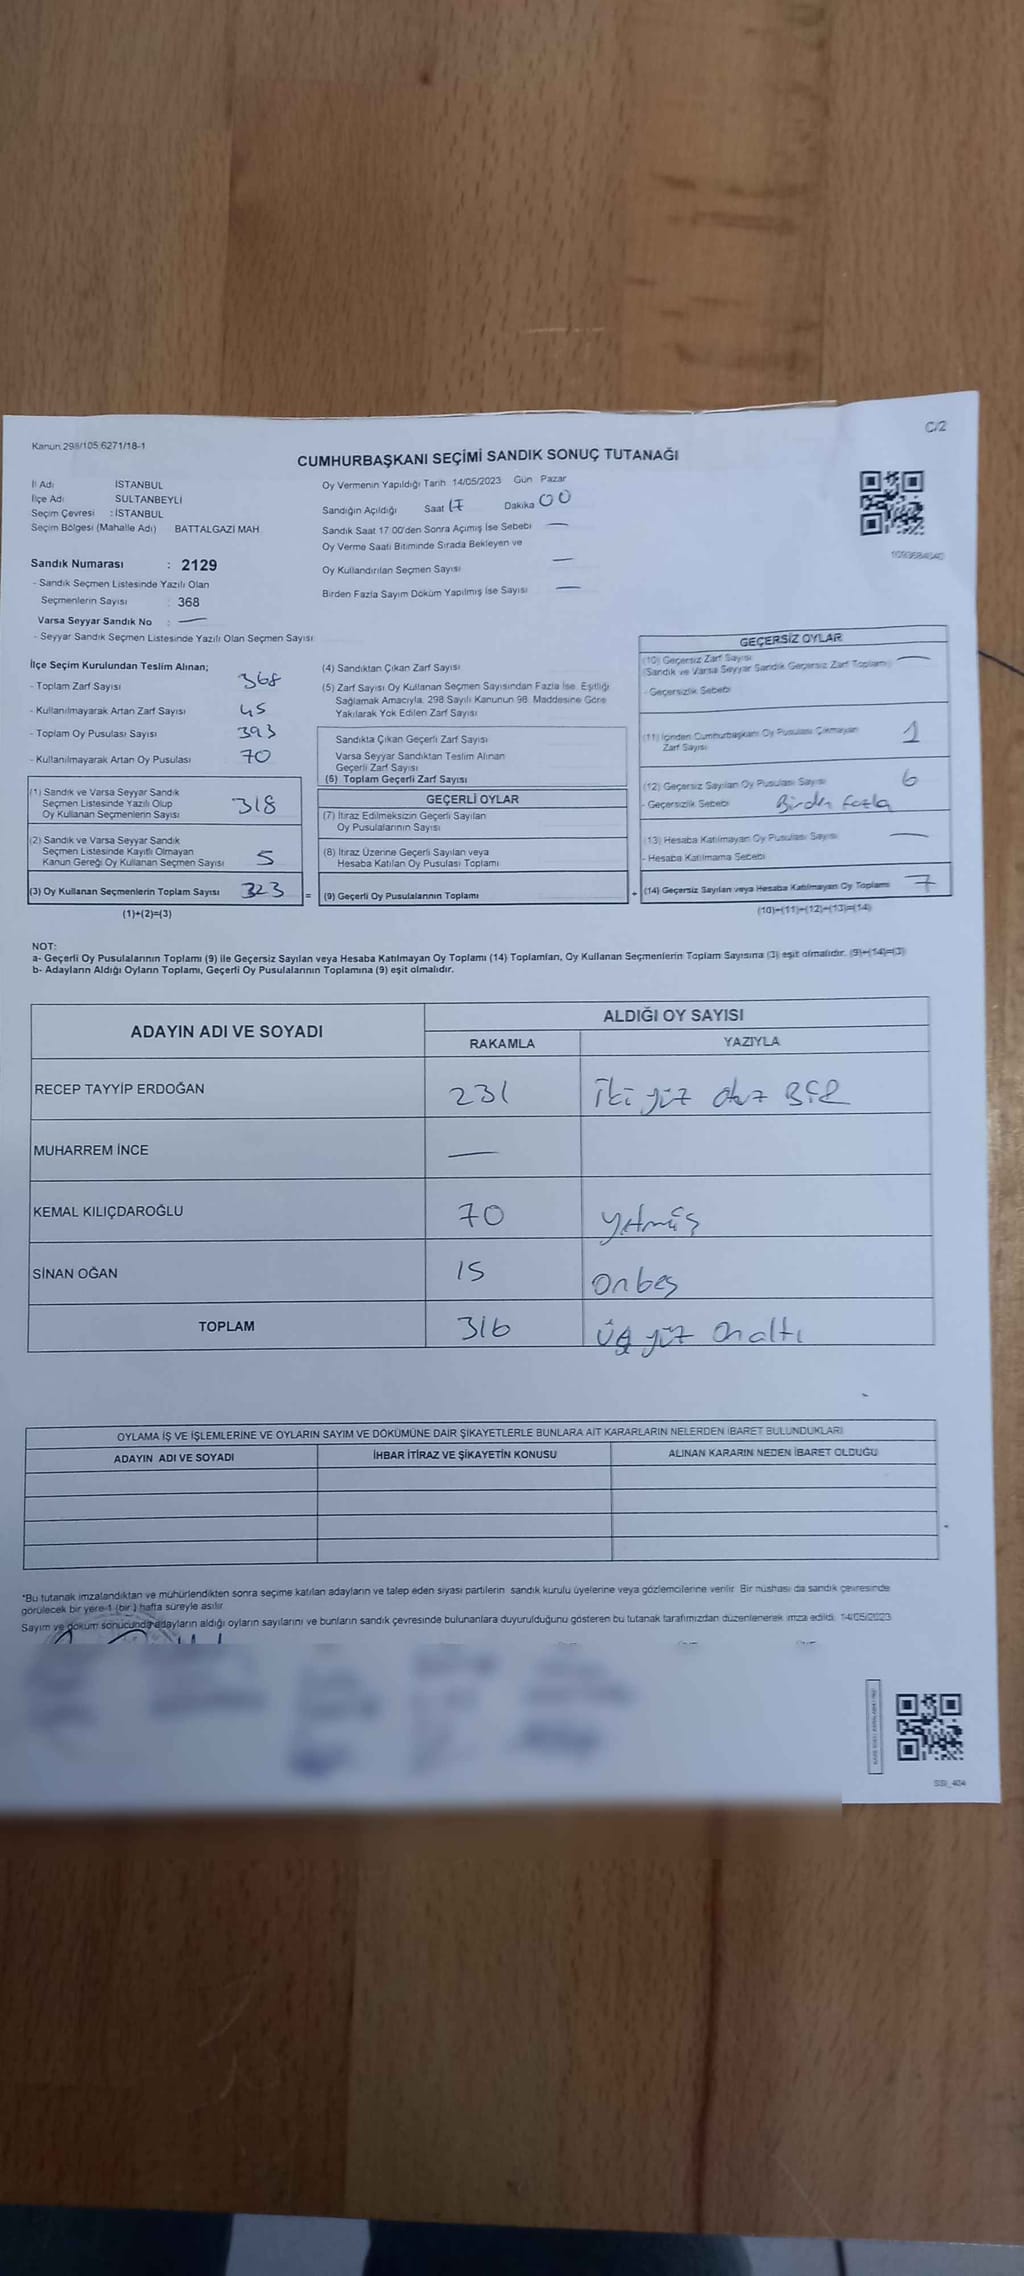 C/2
Kanun 298/105 6271/18-1
CUMHURBAŞKANI SEÇİMİ SANDIK SONUÇ TUTANAĞI
İl Adı İSTANBUL
İlçe Adı SULTANBEYLİ
Seçim Çevresi : İSTANBUL
Seçim Bölgesi (Mahalle Adı) BATTALGAZİ MAH.
Oy Vermenin Yapıldığı Tarih 14/05/2023 Gün Pazar
Sandığın Açıldığı Saat 17 Dakika 00
Sandık Saat 17.00'den Sonra Açımış İse Sebebi —
Oy Verme Saati Bitiminde Sırada Bekleyen ve
Oy Kullandırılan Seçmen Sayısı —
Birden Fazla Sayım Döküm Yapılmış İse Sayısı —
Sandık Numarası : 2129
- Sandık Seçmen Listesinde Yazılı Olan
Seçmenlerin Sayısı : 368
Varsa Seyyar Sandık No : —
- Seyyar Sandık Seçmen Listesinde Yazılı Olan Seçmen Sayısı
İlçe Seçim Kurulundan Teslim Alınan;
- Toplam Zarf Sayısı 368
- Kullanılmayarak Artan Zarf Sayısı 45
- Toplam Oy Pusulası Sayısı 393
- Kullanılmayarak Artan Oy Pusulası 70
(1) Sandık ve Varsa Seyyar Sandık
Seçmen Listesinde Yazılı Olup
Oy Kullanan Seçmenlerin Sayısı 318
(2) Sandık ve Varsa Seyyar Sandık
Seçmen Listesinde Kayıtlı Olmayan
Kanun Gereği Oy Kullanan Seçmen Sayısı 5
(3) Oy Kullanan Seçmenlerin Toplam Sayısı 323 =
(1)+(2)=(3)
(4) Sandıktan Çıkan Zarf Sayısı
(5) Zarf Sayısı Oy Kullanan Seçmen Sayısından Fazla İse, Eşitliği
Sağlamak Amacıyla, 298 Sayılı Kanunun 98. Maddesine Göre
Yakılarak Yok Edilen Zarf Sayısı
Sandıkta Çıkan Geçerli Zarf Sayısı
Varsa Seyyar Sandıktan Teslim Alınan
Geçerli Zarf Sayısı
(6) Toplam Geçerli Zarf Sayısı
GEÇERLİ OYLAR
(7) İtiraz Edilmeksizin Geçerli Sayılan
Oy Pusulalarının Sayısı
(8) İtiraz Üzerine Geçerli Sayılan veya
Hesaba Katılan Oy Pusulası Toplamı
(9) Geçerli Oy Pusulalarının Toplamı +
GEÇERSİZ OYLAR
(10) Geçersiz Zarf Sayısı
(Sandık ve Varsa Seyyar Sandık Geçersiz Zarf Toplamı) —
- Geçersizlik Sebebi
(11) İçinden Cumhurbaşkanı Oy Pusulası Çıkmayan
Zarf Sayısı 1
(12) Geçersiz Sayılan Oy Pusulası Sayısı 6
- Geçersizlik Sebebi Birden fazla
(13) Hesaba Katılmayan Oy Pusulası Sayısı —
- Hesaba Katılmama Sebebi
(14) Geçersiz Sayılan veya Hesaba Katılmayan Oy Toplamı 7
(10)+(11)+(12)+(13)=(14)
NOT:
a- Geçerli Oy Pusulalarının Toplamı (9) ile Geçersiz Sayılan veya Hesaba Katılmayan Oy Toplamı (14) Toplamları, Oy Kullanan Seçmenlerin Toplam Sayısına (3) eşit olmalıdır. (9)+(14)=(3)
b- Adayların Aldığı Oyların Toplamı, Geçerli Oy Pusulalarının Toplamına (9) eşit olmalıdır.
ADAYIN ADI VE SOYADI ALDIĞI OY SAYISI
RAKAMLA YAZIYLA
RECEP TAYYİP ERDOĞAN 231 iki yüz otuz BİR
MUHARREM İNCE —
KEMAL KILIÇDAROĞLU 70 yetmiş
SİNAN OĞAN 15 onbeş
TOPLAM 316 üç yüz on altı
OYLAMA İŞ VE İŞLEMLERİNE VE OYLARIN SAYIM VE DÖKÜMÜNE DAİR ŞİKAYETLERLE BUNLARA AİT KARARLARIN NELERDEN İBARET BULUNDUKLARI
ADAYIN ADI VE SOYADI İHBAR İTİRAZ VE ŞİKAYETİN KONUSU ALINAN KARARIN NEDEN İBARET OLDUĞU
*Bu tutanak imzalandıktan ve mühürlendikten sonra seçime katılan adayların ve talep eden siyasi partilerin sandık kurulu üyelerine veya gözlemcilerine verilir. Bir nüshası da sandık çevresinde
görülecek bir yere 1 (bir) hafta süreyle asılır.
Sayım ve döküm sonucunda adayların aldığı oyların sayılarını ve bunların sandık çevresinde bulunanlara duyurulduğunu gösteren bu tutanak tarafımızdan düzenlenerek imza edildi. 14/05/2023
SSI_404